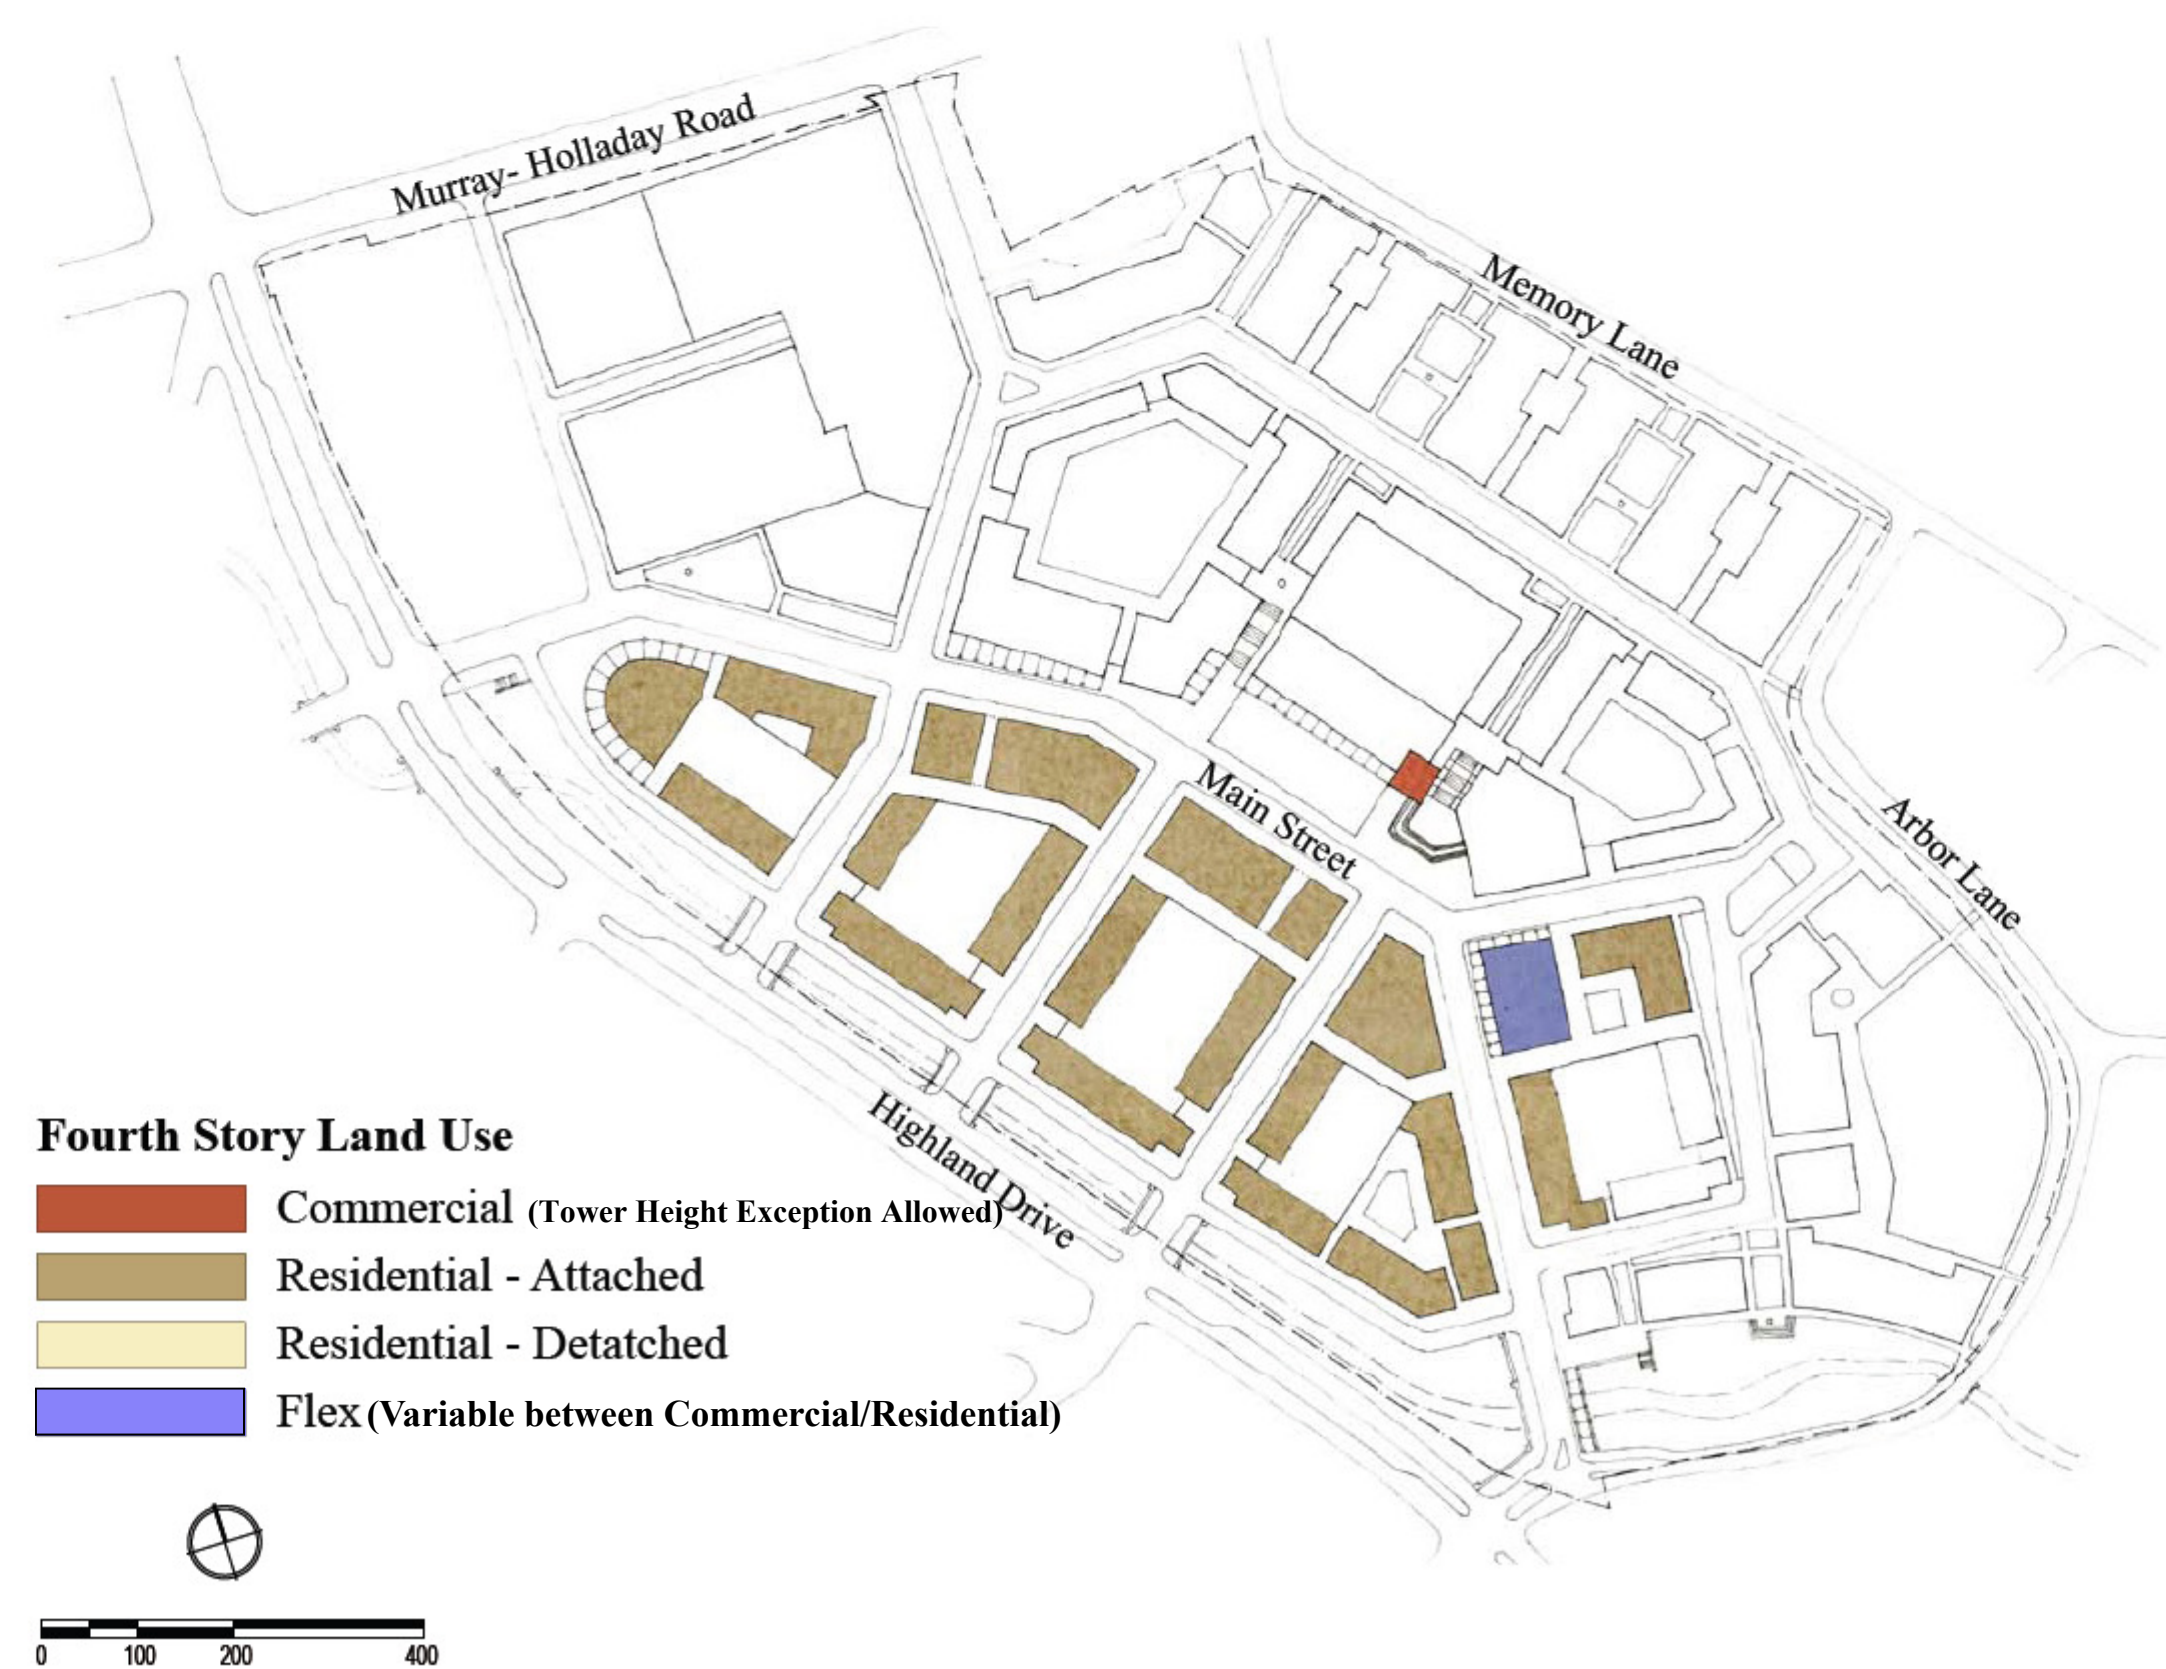 Murray- Holladay Road
Memory Lane
Main Street
Arbor Lane
Highland Drive
Fourth Story Land Use
Commercial (Tower Height Exception Allowed)
Residential - Attached
Residential - Detatched
Flex (Variable between Commercial/Residential)
0 100 200 400